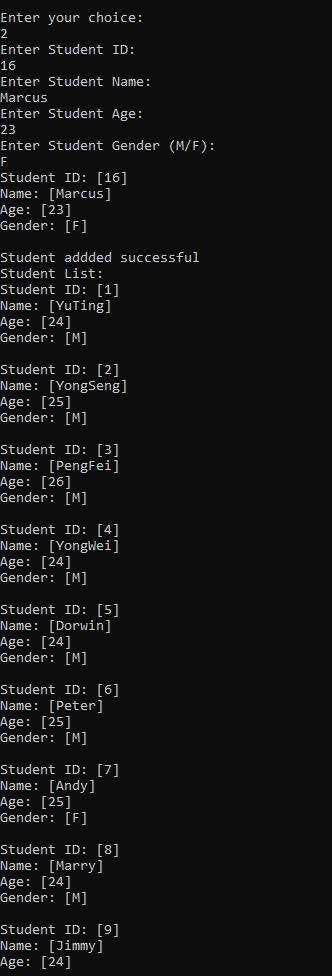 Enter your choice:
2
Enter Student ID:
16
Enter Student Name:
Marcus
Enter Student Age:
23
Enter Student Gender (M/F):
F
Student ID: [16]
Name: [Marcus]
Age: [23]
Gender: [F]
Student addded successful
Student List:
Student ID: [1]
Name: [YuTing]
Age: [24]
Gender: [M]
Student ID: [2]
Name: [YongSeng]
Age: [25]
Gender: [M]
Student ID: [3]
Name: [PengFei]
Age: [26]
Gender: [M]
Student ID: [4]
Name: [YongWei]
Age: [24]
Gender: [M]
Student ID: [5]
Name: [Dorwin]
Age: [24]
Gender: [M]
Student ID: [6]
Name: [Peter]
Age: [25]
Gender: [M]
Student ID: [7]
Name: [Andy]
Age: [25]
Gender: [F]
Student ID: [8]
Name: [Marry]
Age: [24]
Gender: [M]
Student ID: [9]
Name: [Jimmy]
Age: [24]